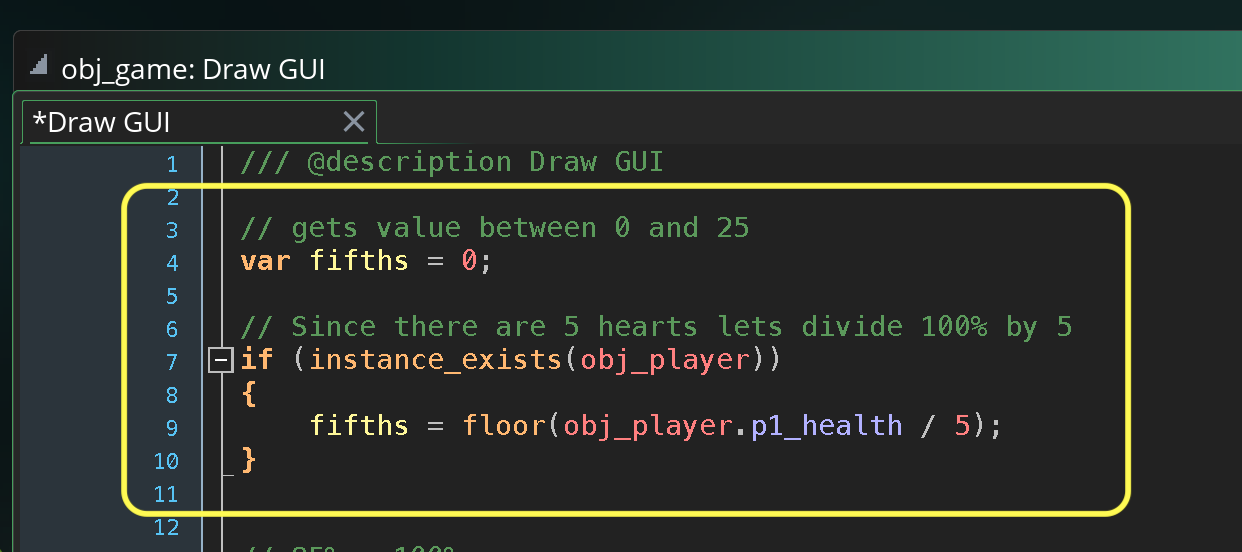 obj_game: Draw GUI
*Draw GUI
1 /// @description Draw GUI
2
3 // gets value between 0 and 25
4 var fifths = 0;
5
6 // Since there are 5 hearts lets divide 100% by 5
7 if (instance_exists(obj_player))
8 {
9 fifths = floor(obj_player.p1_health / 5);
10 }
11
12